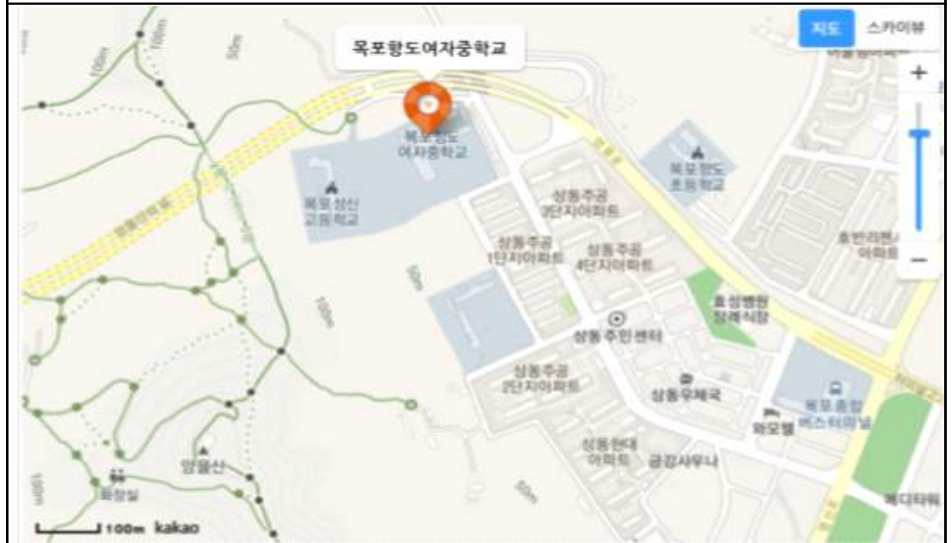 지도
스카이뷰
100m
100m
50m
목포항도여자중학교
목포항도
여자중학교
목포성신
고등학교
목포항도
초등학교
상동주공
3단지아파트
상동주공
1단지아파트
상동주공
4단지아파트
아파트
50m
100m
효성병원
장례식장
상동주민센터
상동주공
2단지아파트
상동우체국
목포종합
버스터미널
와모텔
상동현대
아파트
금강사우나
양을산
화장실
100m
50m
메디타워
100m kakao